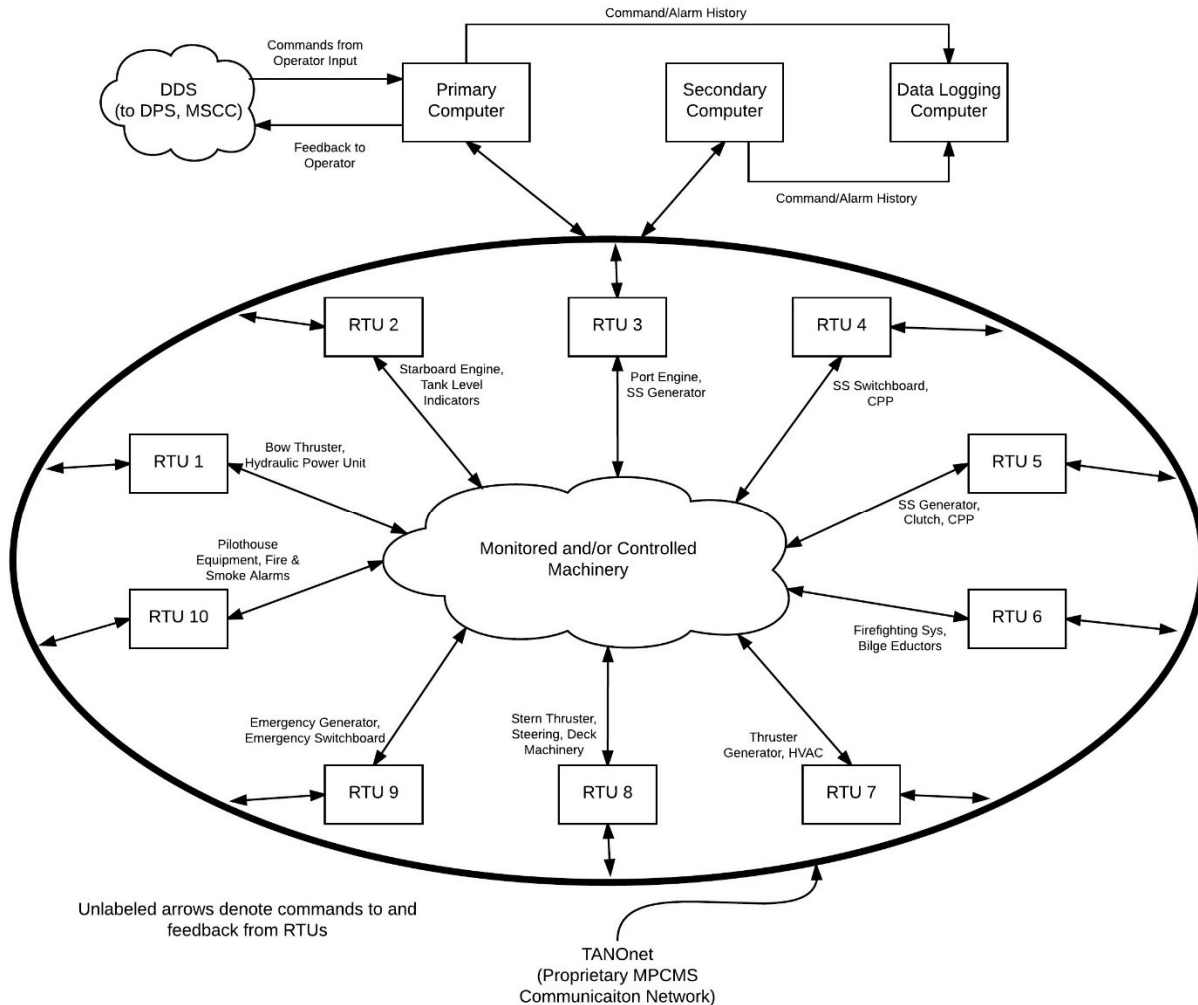 Command/Alarm History
Commands from
Operator Input
DDS
(to DPS, MSCC)
Feedback to
Operator
Primary
Computer
Secondary
Computer
Data Logging
Computer
Command/Alarm History
RTU 2
RTU 3
RTU 4
Starboard Engine,
Tank Level
Indicators
Port Engine,
SS Generator
SS Switchboard,
CPP
RTU 1
Bow Thruster,
Hydraulic Power Unit
RTU 5
SS Generator,
Clutch, CPP
Monitored and/or Controlled
Machinery
Pilothouse
Equipment, Fire &
Smoke Alarms
RTU 10
RTU 6
Firefighting Sys,
Bilge Eductors
Emergency Generator,
Emergency Switchboard
Stern Thruster,
Steering, Deck
Machinery
Thruster
Generator, HVAC
RTU 9
RTU 8
RTU 7
Unlabeled arrows denote commands to and
feedback from RTUs
TANOnet
(Proprietary MPCMS
Communicaiton Network)